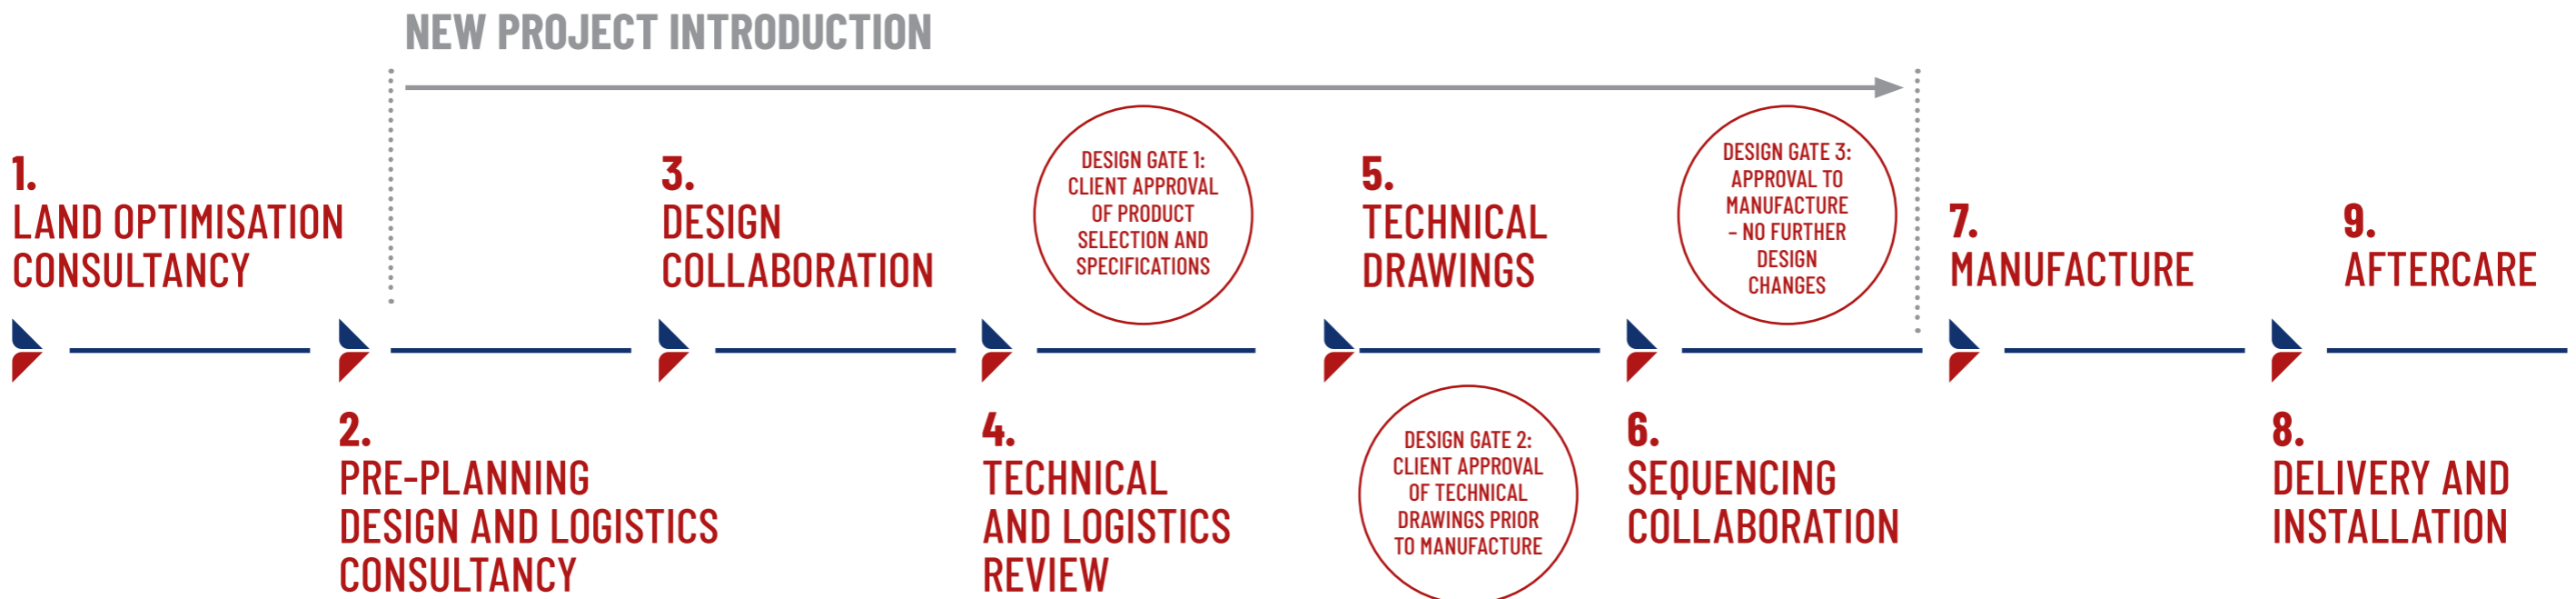 NEW PROJECT INTRODUCTION
1.
LAND OPTIMISATION
CONSULTANCY
2.
PRE-PLANNING
DESIGN AND LOGISTICS
CONSULTANCY
3.
DESIGN
COLLABORATION
4.
TECHNICAL
AND LOGISTICS
REVIEW
DESIGN GATE 1:
CLIENT APPROVAL
OF PRODUCT
SELECTION AND
SPECIFICATIONS
5.
TECHNICAL
DRAWINGS
DESIGN GATE 2:
CLIENT APPROVAL
OF TECHNICAL
DRAWINGS PRIOR
TO MANUFACTURE
6.
SEQUENCING
COLLABORATION
DESIGN GATE 3:
APPROVAL TO
MANUFACTURE
– NO FURTHER
DESIGN
CHANGES
7.
MANUFACTURE
8.
DELIVERY AND
INSTALLATION
9.
AFTERCARE